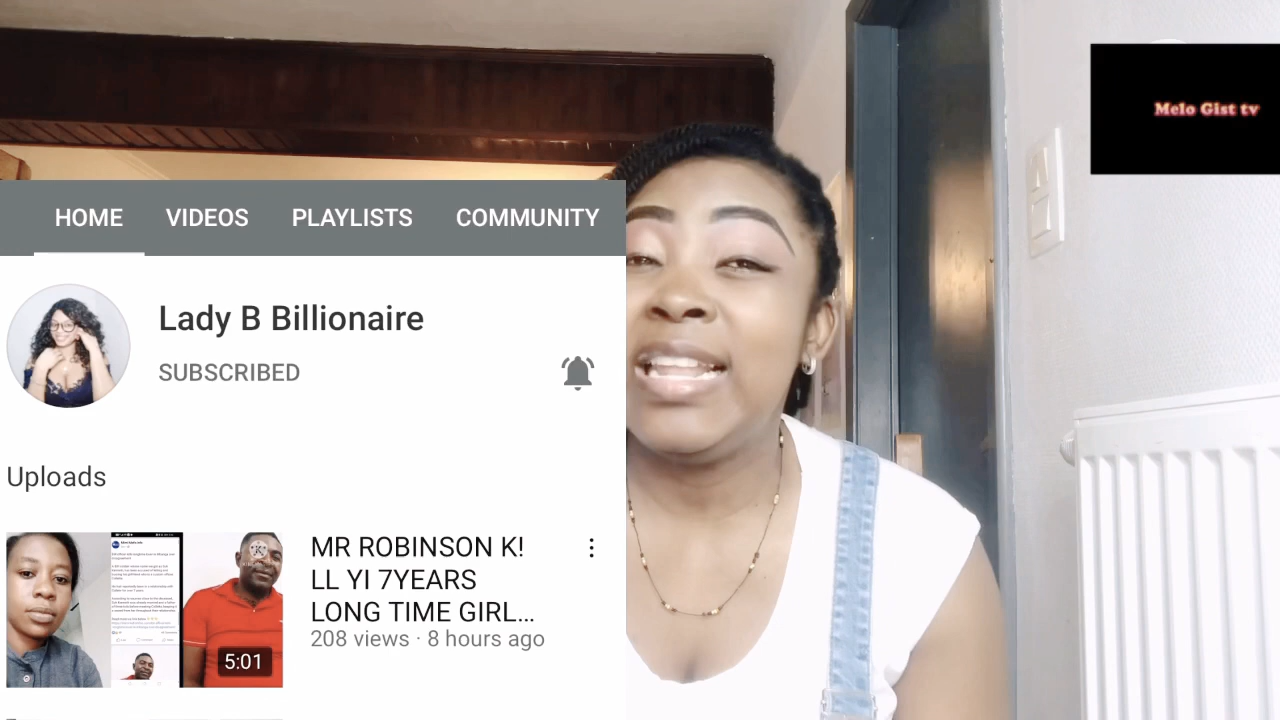 Melo Gist tv
HOME VIDEOS PLAYLISTS COMMUNITY
Lady B Billionaire
SUBSCRIBED
Uploads
MR ROBINSON K!
LL YI 7YEARS
LONG TIME GIRL...
208 views · 8 hours ago
5:01